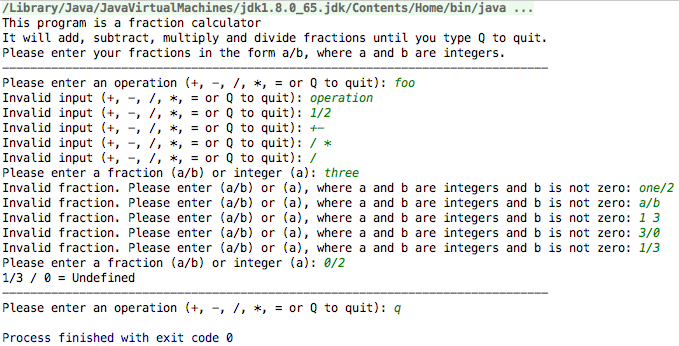 /Library/Java/JavaVirtualMachines/jdk1.8.0_65.jdk/Contents/Home/bin/java ...
This program is a fraction calculator
It will add, subtract, multiply and divide fractions until you type Q to quit.
Please enter your fractions in the form a/b, where a and b are integers.
--------------------------------------------------------------------------------
Please enter an operation (+, -, /, *, = or Q to quit): foo
Invalid input (+, -, /, *, = or Q to quit): operation
Invalid input (+, -, /, *, = or Q to quit): 1/2
Invalid input (+, -, /, *, = or Q to quit): +-
Invalid input (+, -, /, *, = or Q to quit): / *
Invalid input (+, -, /, *, = or Q to quit): /
Please enter a fraction (a/b) or integer (a): three
Invalid fraction. Please enter (a/b) or (a), where a and b are integers and b is not zero: one/2
Invalid fraction. Please enter (a/b) or (a), where a and b are integers and b is not zero: a/b
Invalid fraction. Please enter (a/b) or (a), where a and b are integers and b is not zero: 1 3
Invalid fraction. Please enter (a/b) or (a), where a and b are integers and b is not zero: 3/0
Invalid fraction. Please enter (a/b) or (a), where a and b are integers and b is not zero: 1/3
Please enter a fraction (a/b) or integer (a): 0/2
1/3 / 0 = Undefined
--------------------------------------------------------------------------------
Please enter an operation (+, -, /, *, = or Q to quit): q
Process finished with exit code 0